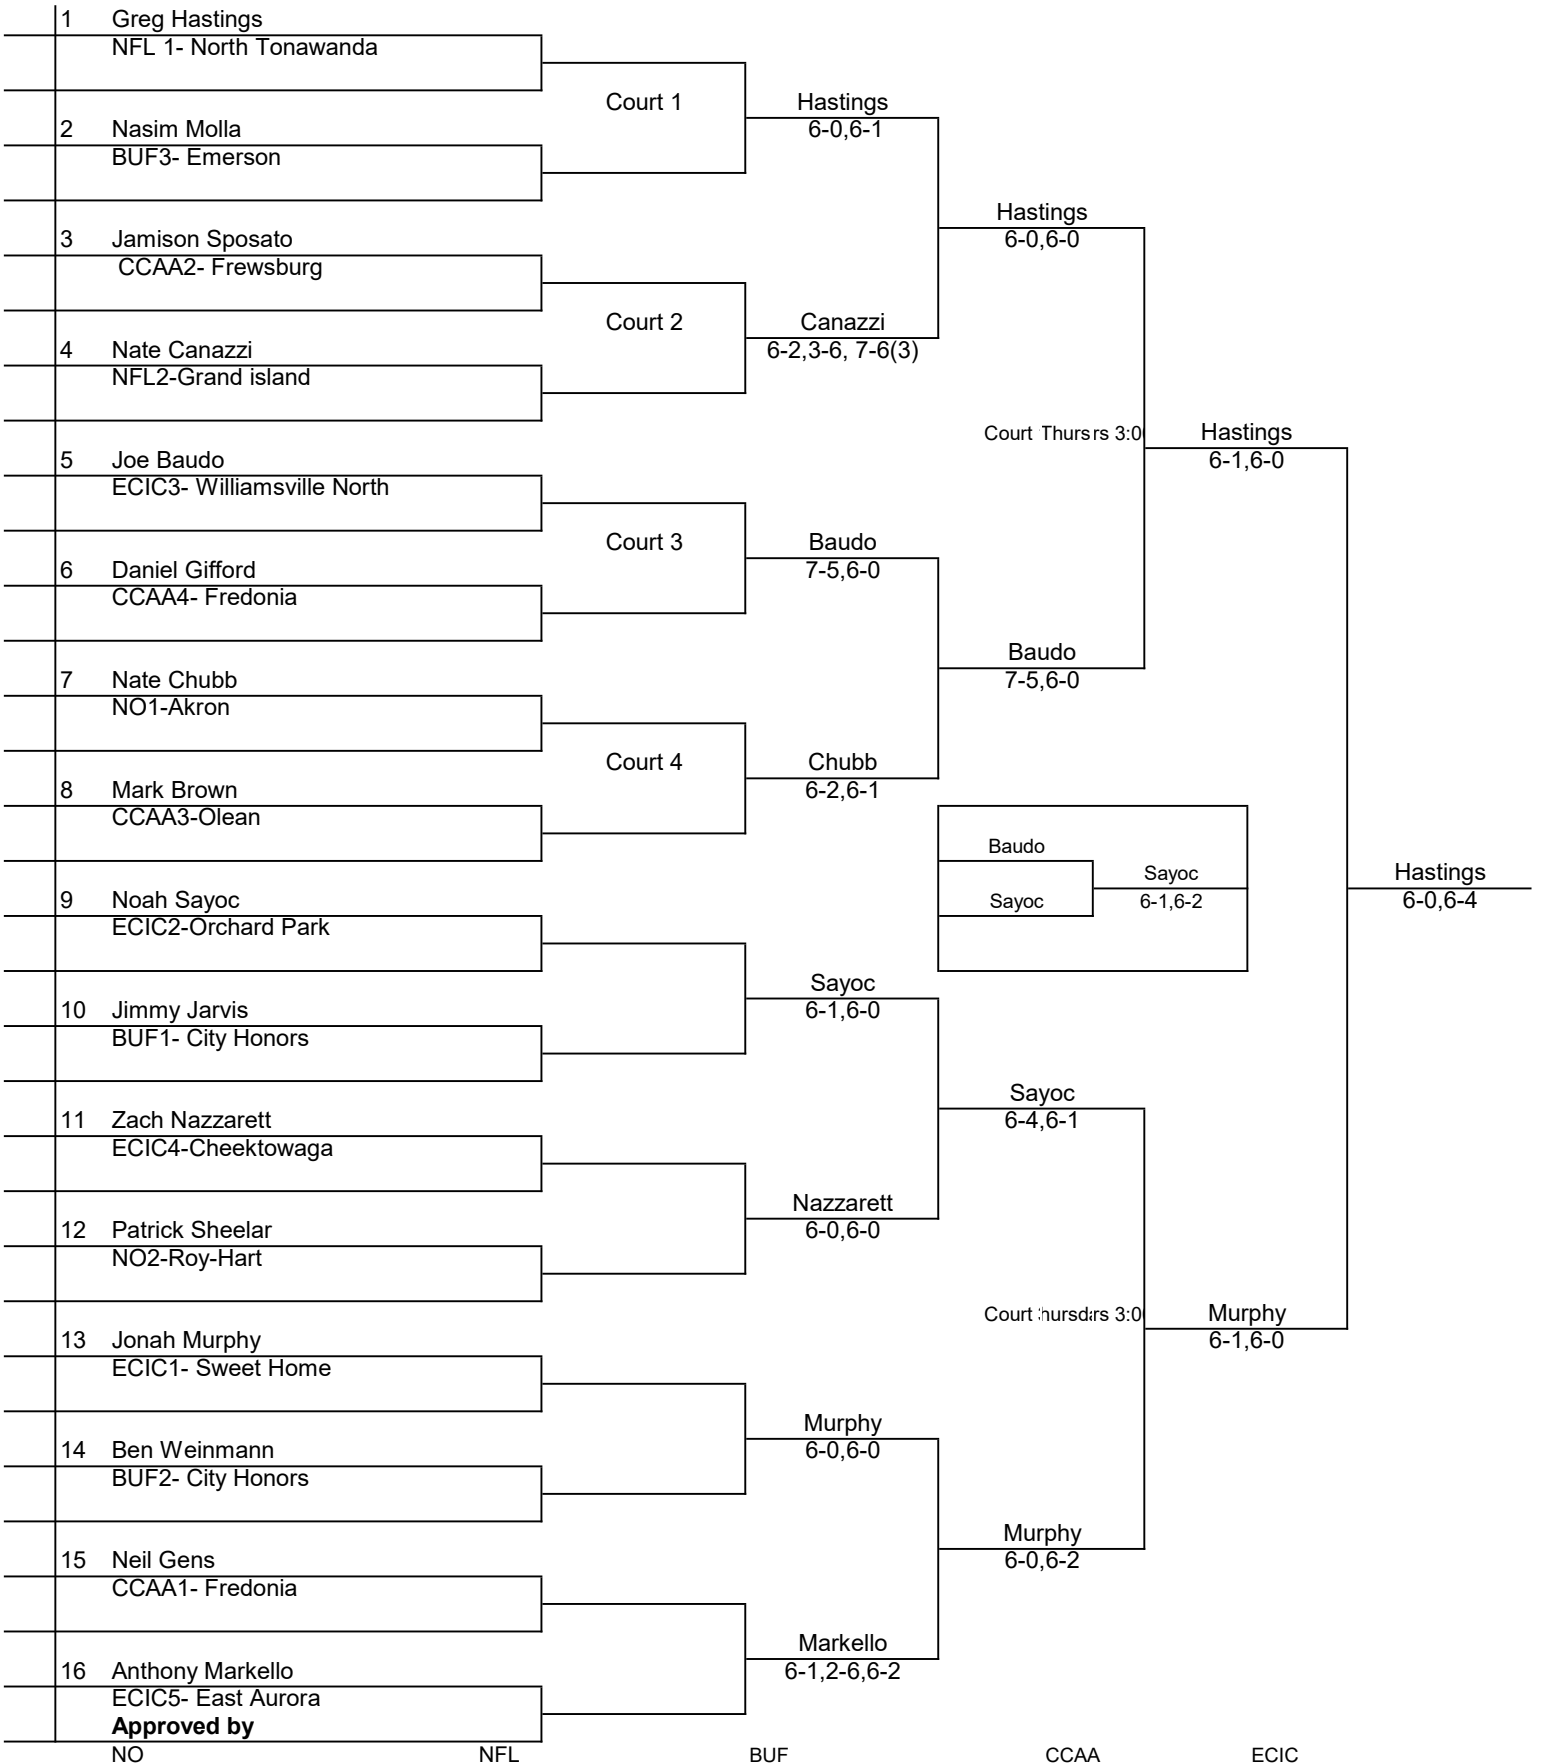 1 Greg Hastings
NFL 1- North Tonawanda
Court 1
Hastings
6-0,6-1
2 Nasim Molla
BUF3- Emerson
Hastings
6-0,6-0
3 Jamison Sposato
CCAA2- Frewsburg
Court 2
Canazzi
6-2,3-6, 7-6(3)
4 Nate Canazzi
NFL2-Grand island
Court Thurs rs 3:0
Hastings
6-1,6-0
5 Joe Baudo
ECIC3- Williamsville North
Court 3
Baudo
7-5,6-0
6 Daniel Gifford
CCAA4- Fredonia
Baudo
7-5,6-0
7 Nate Chubb
NO1-Akron
Court 4
Chubb
6-2,6-1
8 Mark Brown
CCAA3-Olean
Baudo
Sayoc
Sayoc
6-1,6-2
Hastings
6-0,6-4
9 Noah Sayoc
ECIC2-Orchard Park
Sayoc
6-1,6-0
10 Jimmy Jarvis
BUF1- City Honors
Sayoc
6-4,6-1
11 Zach Nazzarett
ECIC4-Cheektowaga
Nazzarett
6-0,6-0
12 Patrick Sheelar
NO2-Roy-Hart
Court hursd rs 3:0
Murphy
6-1,6-0
13 Jonah Murphy
ECIC1- Sweet Home
Murphy
6-0,6-0
14 Ben Weinmann
BUF2- City Honors
Murphy
6-0,6-2
15 Neil Gens
CCAA1- Fredonia
Markello
6-1,2-6,6-2
16 Anthony Markello
ECIC5- East Aurora
Approved by
NO NFL BUF CCAA ECIC